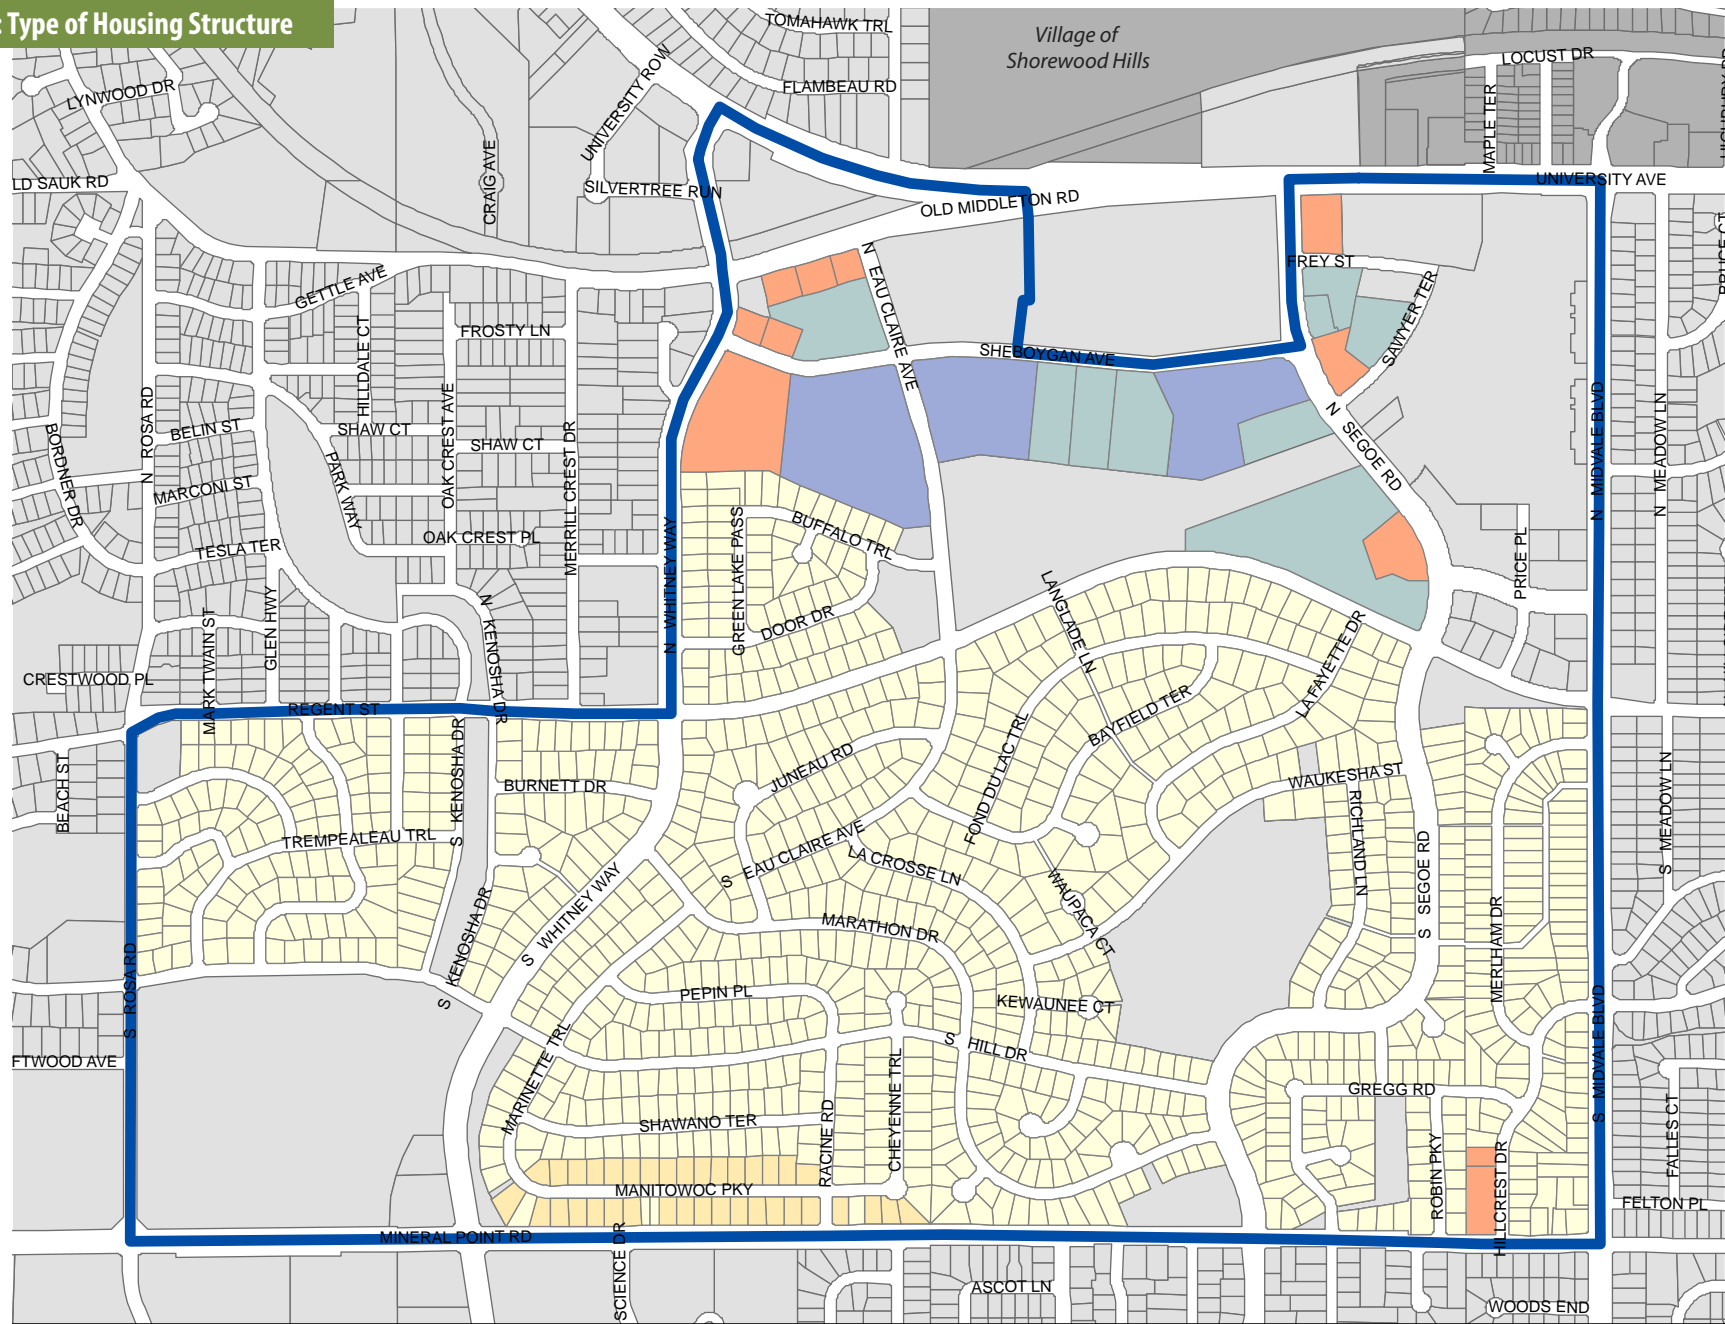 : Type of Housing Structure
TOMAHAWK TRL
Village of
Shorewood Hills
LOCUST DR
LYNWOOD DR
UNIVERSITY ROW
FLAMBEAU RD
MAPLE TER
CRAIG AVE
LD SAUK RD
SILVERTREE RUN
UNIVERSITY AVE
OLD MIDDLETON RD
N EAU CLAIRE AVE
FREY ST
SAWYER TER
GETTLE AVE
HILLDALE CT
FROSTY LN
SHEBOYGAN AVE
N ROSA RD
OAK CREST AVE
BELIN ST
SHAW CT
SHAW CT
MERRILL CREST DR
N SEGOE RD
N MIDVALE BLVD
N MEADOW LN
BORDNER DR
MARCONI ST
PARK WAY
TESLA TER
OAK CREST PL
N WHITNEY WAY
GREEN LAKE PASS
BUFFALO TRL
DOOR DR
LANGLADE LN
PRICE PL
MARK TWAIN ST
GLEN HWY
N KENOSHA DR
LA FAYETTE DR
CRESTWOOD PL
REGENT ST
BAYFIELD TER
BEACH ST
S KENOSHA DR
BURNETT DR
JUNEAU RD
FOND DU LAC TRL
WAUKESHA ST
RICHLAND LN
S MEADOW LN
TREMPEALEAU TRL
S EAU CLAIRE AVE
LA CROSSE LN
S SEGOE RD
WAUPACA CT
S WHITNEY WAY
MARATHON DR
MERLHAM DR
S KENOSHA DR
S ROSA RD
PEPIN PL
KEWAUNEE CT
S HILL DR
S MIDVALE BLVD
FTWOOD AVE
MARINETTE TRL
SHAWANO TER
RACINE RD
CHEYENNE TRL
GREGG RD
ROBIN PKY
HILLCREST DR
FALLES CT
MANITOWOC PKY
FELTON PL
MINERAL POINT RD
SCIENCE DR
ASCOT LN
WOODS END